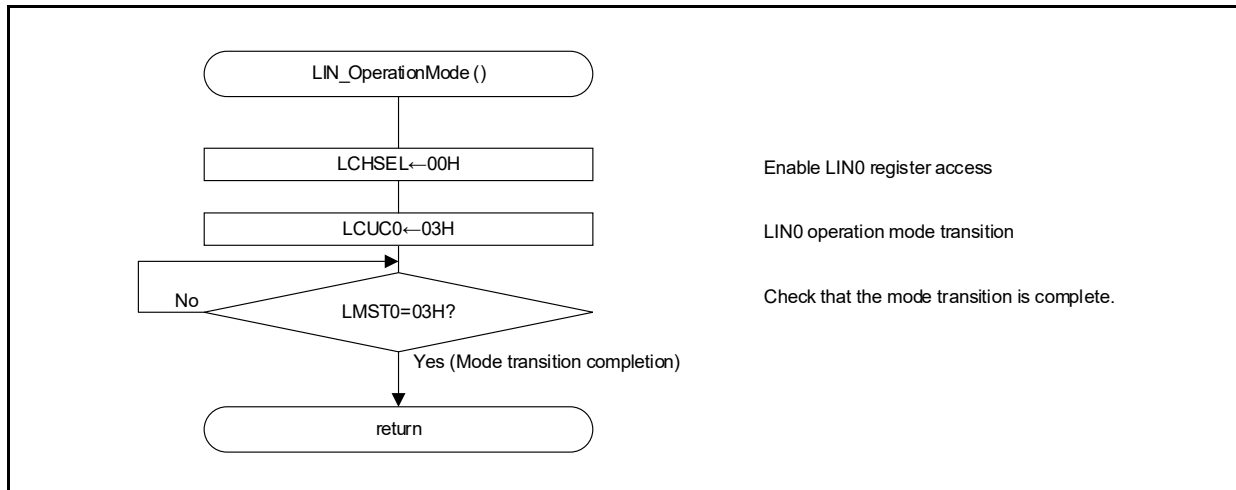 LIN_OperationMode ()
LCHSEL←00H
Enable LIN0 register access
LCUC0←03H
LIN0 operation mode transition
No
LMST0=03H?
Check that the mode transition is complete.
Yes (Mode transition completion)
return